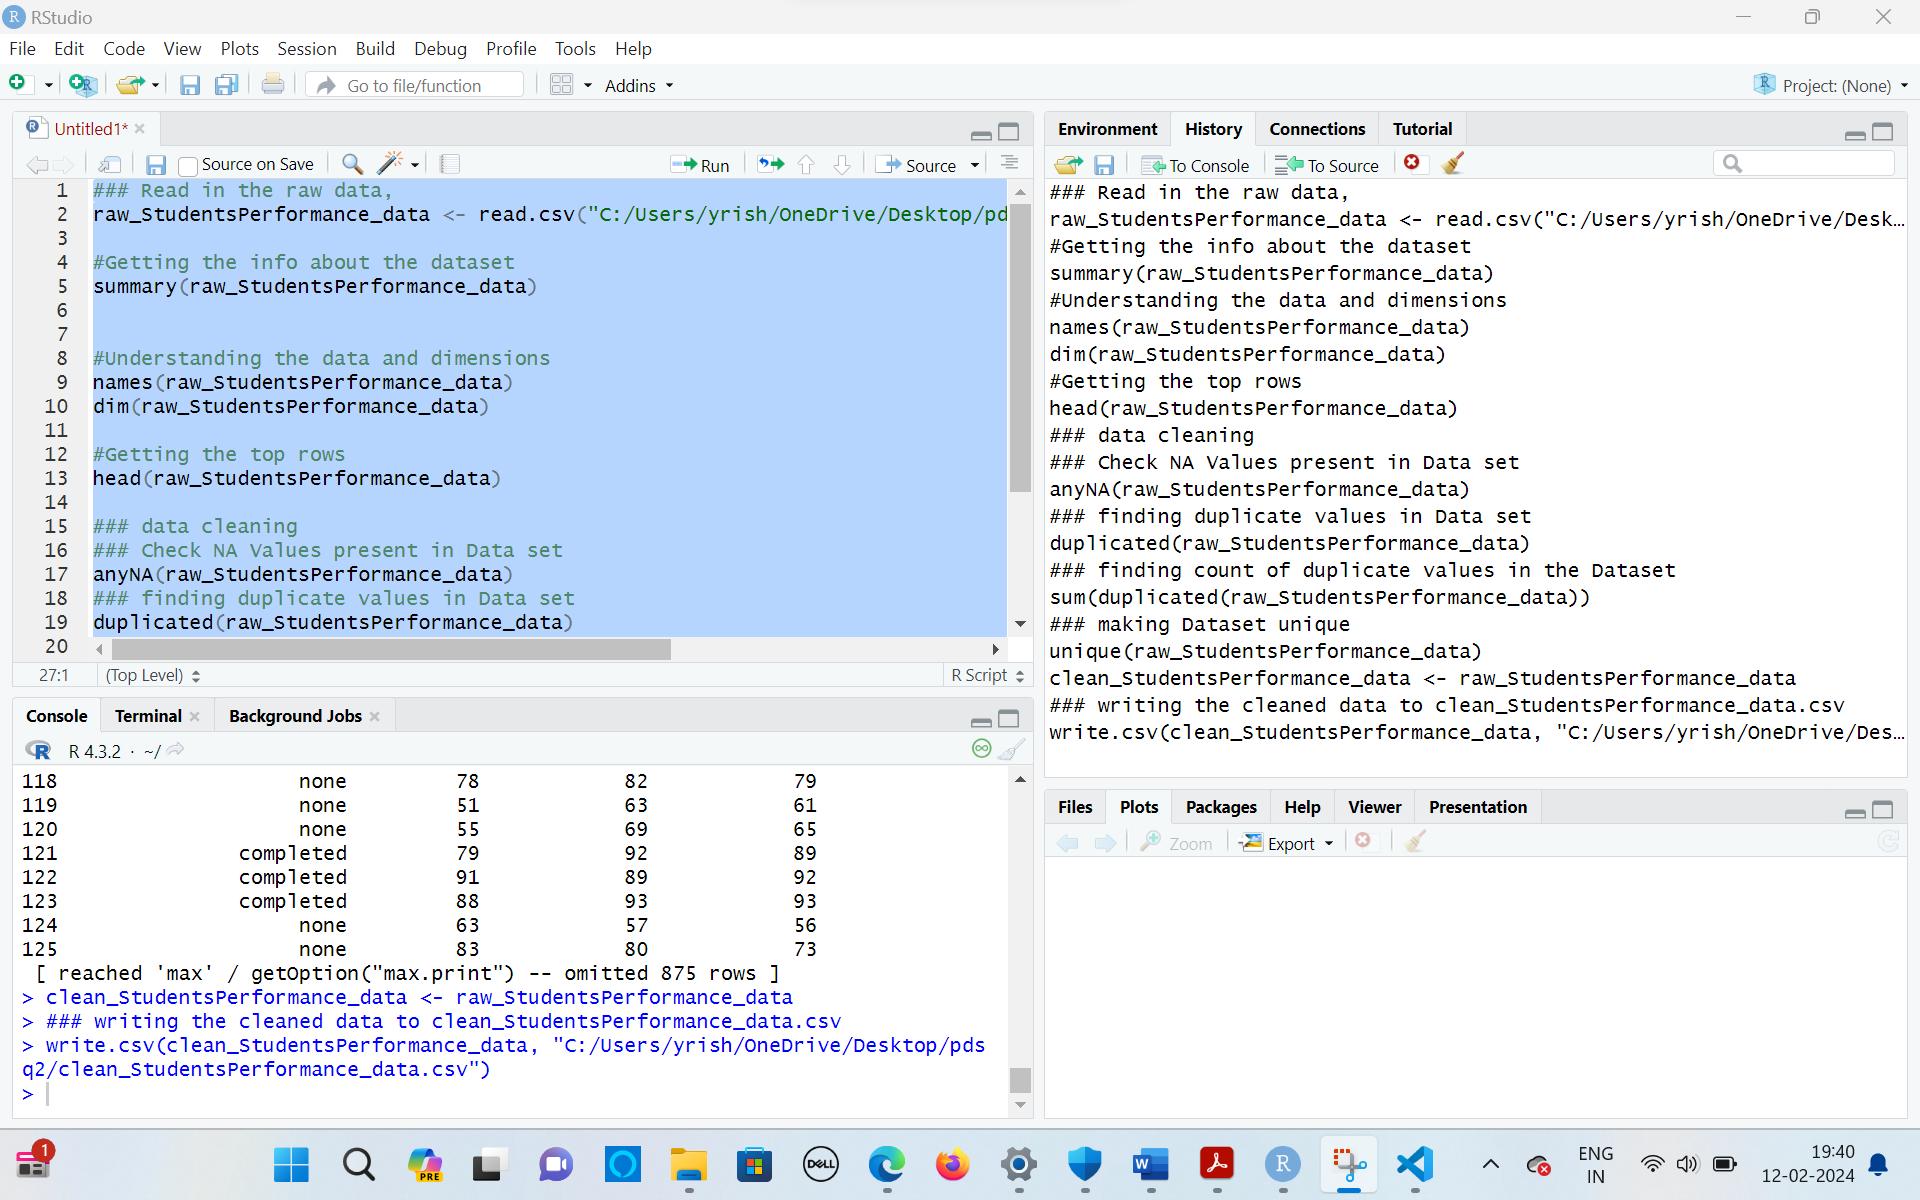 RStudio
File Edit Code View Plots Session Build Debug Profile Tools Help
Go to file/function Addins Project: (None)
Untitled1*
Source on Save Run Source
1 ### Read in the raw data,
2 raw_StudentsPerformance_data <- read.csv("C:/Users/yrish/OneDrive/Desktop/pd
3
4 #Getting the info about the dataset
5 summary(raw_StudentsPerformance_data)
6
7
8 #Understanding the data and dimensions
9 names(raw_StudentsPerformance_data)
10 dim(raw_StudentsPerformance_data)
11
12 #Getting the top rows
13 head(raw_StudentsPerformance_data)
14
15 ### data cleaning
16 ### Check NA Values present in Data set
17 anyNA(raw_StudentsPerformance_data)
18 ### finding duplicate values in Data set
19 duplicated(raw_StudentsPerformance_data)
20
27:1 (Top Level) R Script
Console Terminal Background Jobs
R 4.3.2 · ~/
118 none 78 82 79
119 none 51 63 61
120 none 55 69 65
121 completed 79 92 89
122 completed 91 89 92
123 completed 88 93 93
124 none 63 57 56
125 none 83 80 73
[ reached 'max' / getOption("max.print") -- omitted 875 rows ]
> clean_StudentsPerformance_data <- raw_StudentsPerformance_data
> ### writing the cleaned data to clean_StudentsPerformance_data.csv
> write.csv(clean_StudentsPerformance_data, "C:/Users/yrish/OneDrive/Desktop/pds
q2/clean_StudentsPerformance_data.csv")
>
Environment History Connections Tutorial
To Console To Source
### Read in the raw data,
raw_StudentsPerformance_data <- read.csv("C:/Users/yrish/OneDrive/Desk...
#Getting the info about the dataset
summary(raw_StudentsPerformance_data)
#Understanding the data and dimensions
names(raw_StudentsPerformance_data)
dim(raw_StudentsPerformance_data)
#Getting the top rows
head(raw_StudentsPerformance_data)
### data cleaning
### Check NA Values present in Data set
anyNA(raw_StudentsPerformance_data)
### finding duplicate values in Data set
duplicated(raw_StudentsPerformance_data)
### finding count of duplicate values in the Dataset
sum(duplicated(raw_StudentsPerformance_data))
### making Dataset unique
unique(raw_StudentsPerformance_data)
clean_StudentsPerformance_data <- raw_StudentsPerformance_data
### writing the cleaned data to clean_StudentsPerformance_data.csv
write.csv(clean_StudentsPerformance_data, "C:/Users/yrish/OneDrive/Des...
Files Plots Packages Help Viewer Presentation
Zoom Export
1 PRE DELL W R ENG 19:40
IN 12-02-2024